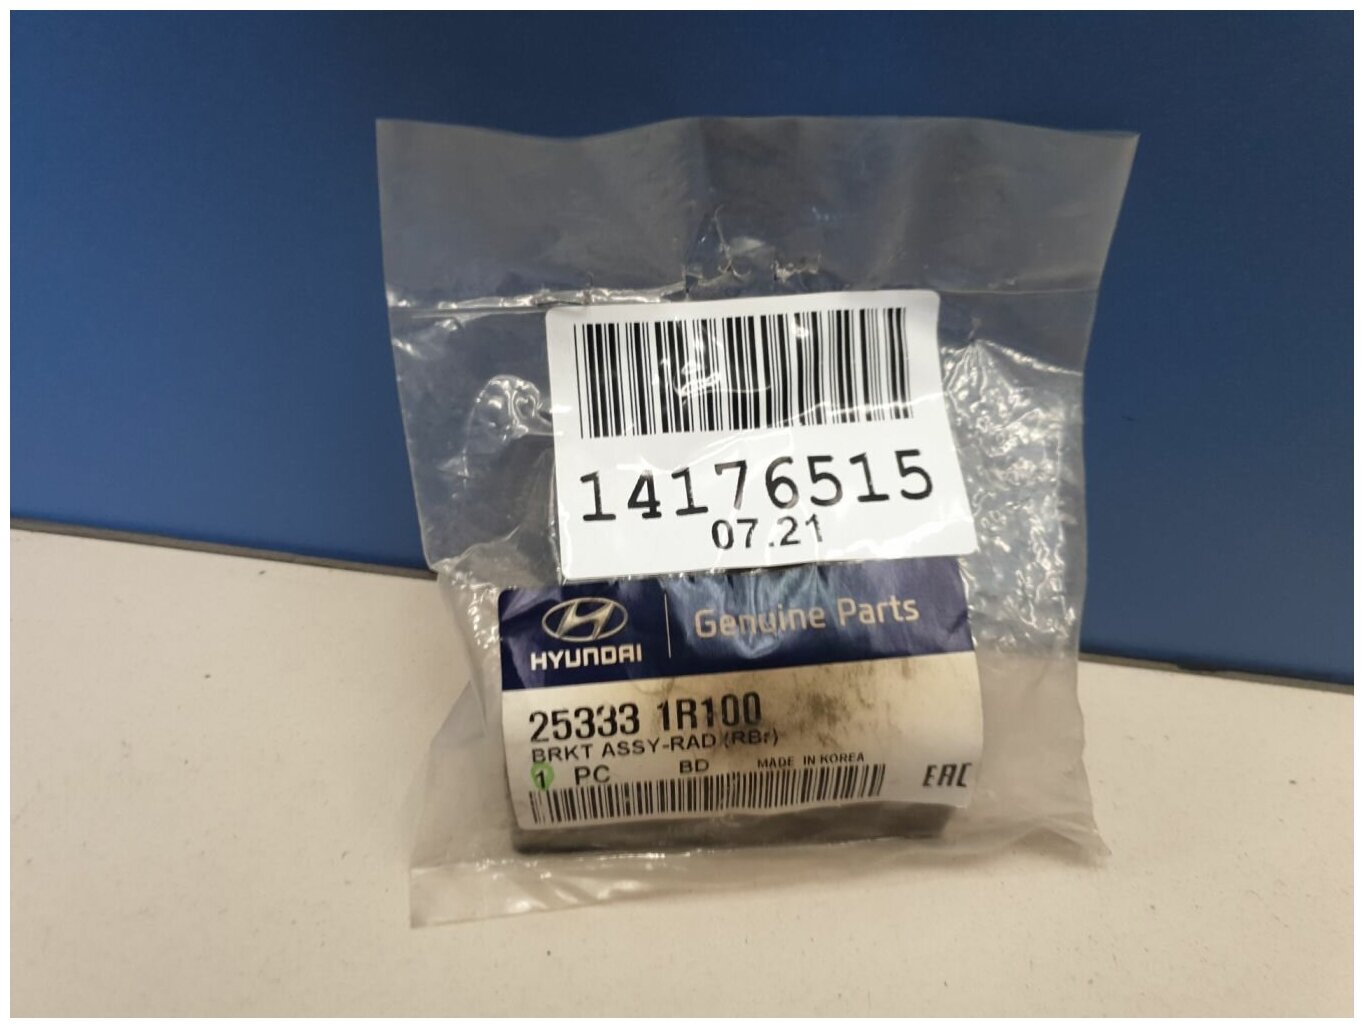 14176515
07.21
HYUNDAI
Genuine Parts
25333 1R100
BRKT ASSY-RAD (RBr)
1 PC BD MADE IN KOREA
EAC